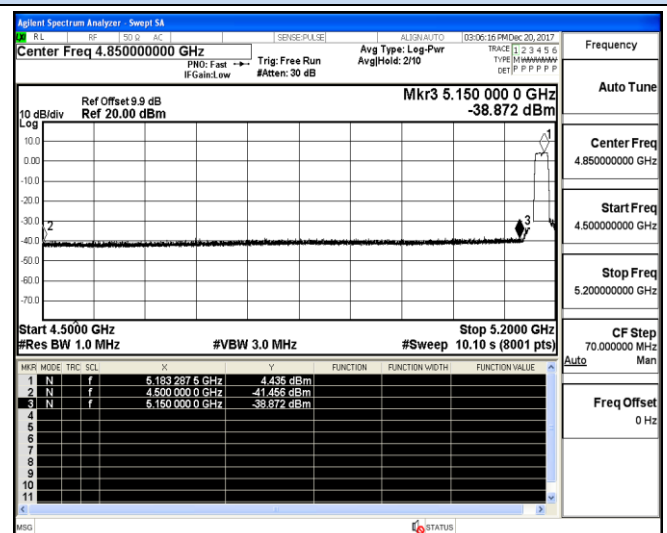 Agilent Spectrum Analyzer - Swept SA
RL RF 50 Ω AC SENSE:PULSE ALIGNAUTO 03:06:16 PM Dec 20, 2017
Center Freq 4.850000000 GHz
PNO: Fast
IFGain:Low
Trig: Free Run
#Atten: 30 dB
Avg Type: Log-Pwr
Avg|Hold: 2/10
TRACE 1 2 3 4 5 6
TYPE M
DET P P P P P P
Frequency
Auto Tune
Center Freq
4.850000000 GHz
Start Freq
4.500000000 GHz
Stop Freq
5.200000000 GHz
CF Step
70.000000 MHz
Auto Man
Freq Offset
0 Hz
Mkr3 5.150 000 0 GHz
-38.872 dBm
Ref Offset 9.9 dB
10 dB/div Ref 20.00 dBm
Log
10.0
0.00
-10.0
-20.0
-30.0
-40.0
-50.0
-60.0
-70.0
1
2
3
Start 4.5000 GHz Stop 5.2000 GHz
#Res BW 1.0 MHz #VBW 3.0 MHz #Sweep 10.10 s (8001 pts)
MKR MODE TRC SCL X Y FUNCTION FUNCTION WIDTH FUNCTION VALUE
1 N f 5.183 287 5 GHz 4.435 dBm
2 N f 4.500 000 0 GHz -41.456 dBm
3 N f 5.150 000 0 GHz -38.872 dBm
4
5
6
7
8
9
10
11
MSG STATUS